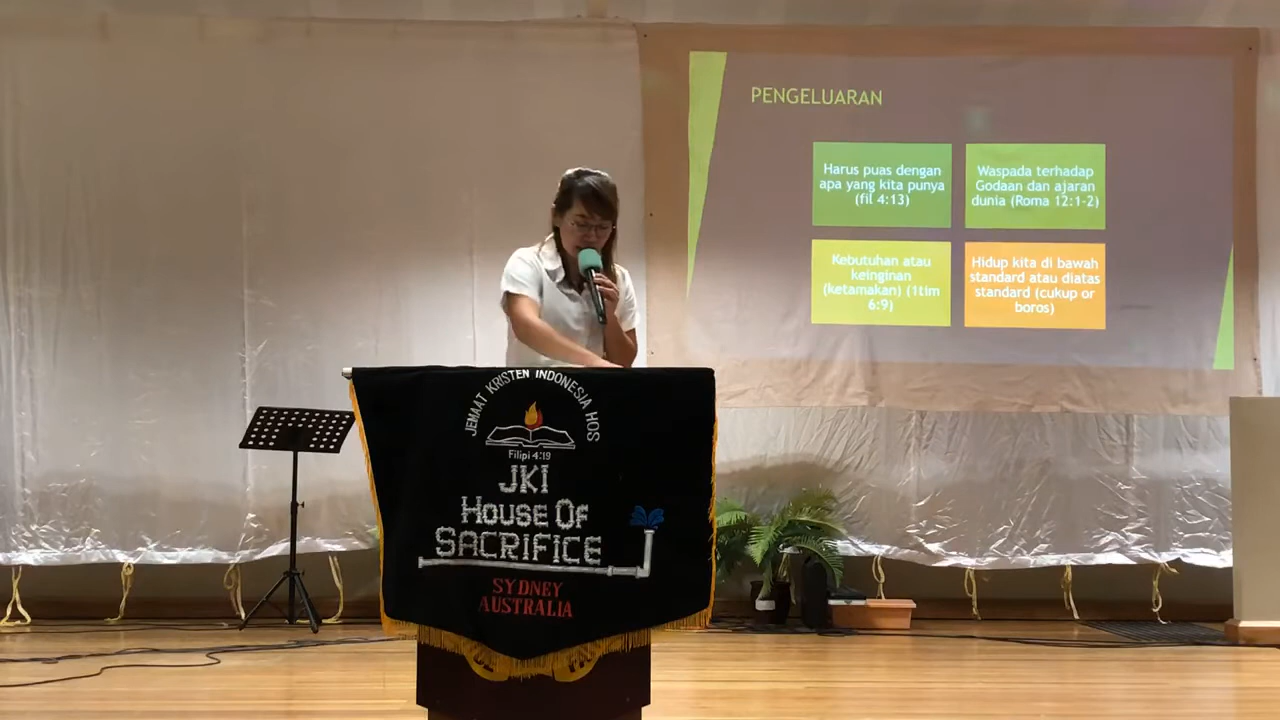 PENGELUARAN
Harus puas dengan
apa yang kita punya
(fil 4:13)
Waspada terhadap
Godaan dan ajaran
dunia (Roma 12:1-2)
Kebutuhan atau
keinginan
(ketamakan) (1tim
6:9)
Hidup kita di bawah
standard atau diatas
standard (cukup or
boros)
JEMAAT KRISTEN INDONESIA HOS
Filipi 4:19
JKI
HOUSE OF
SACRIFICE
SYDNEY
AUSTRALIA